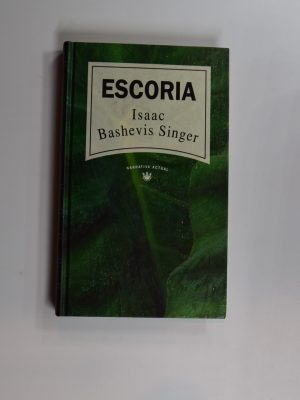 ESCORIA
Isaac
Bashevis Singer
NARRATIVA ACTUAL